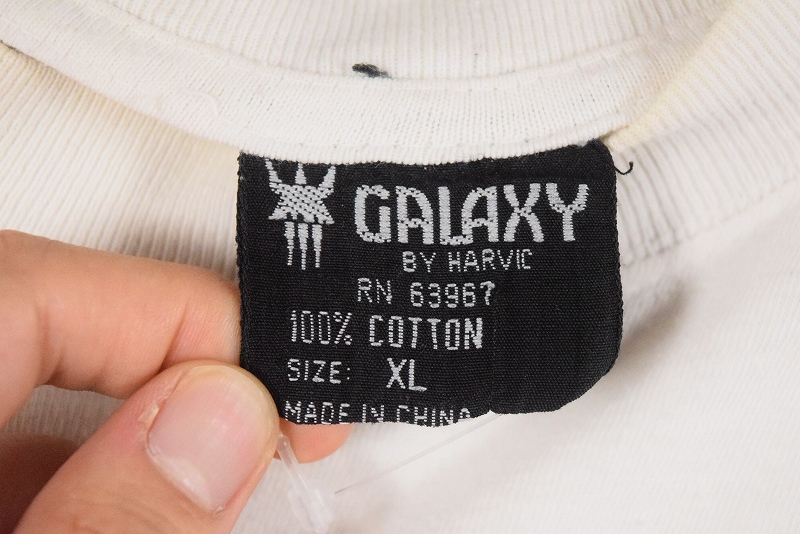 GALAXY
BY HARVIC
RN 63967
100% COTTON
SIZE: XL
MADE IN CHINA